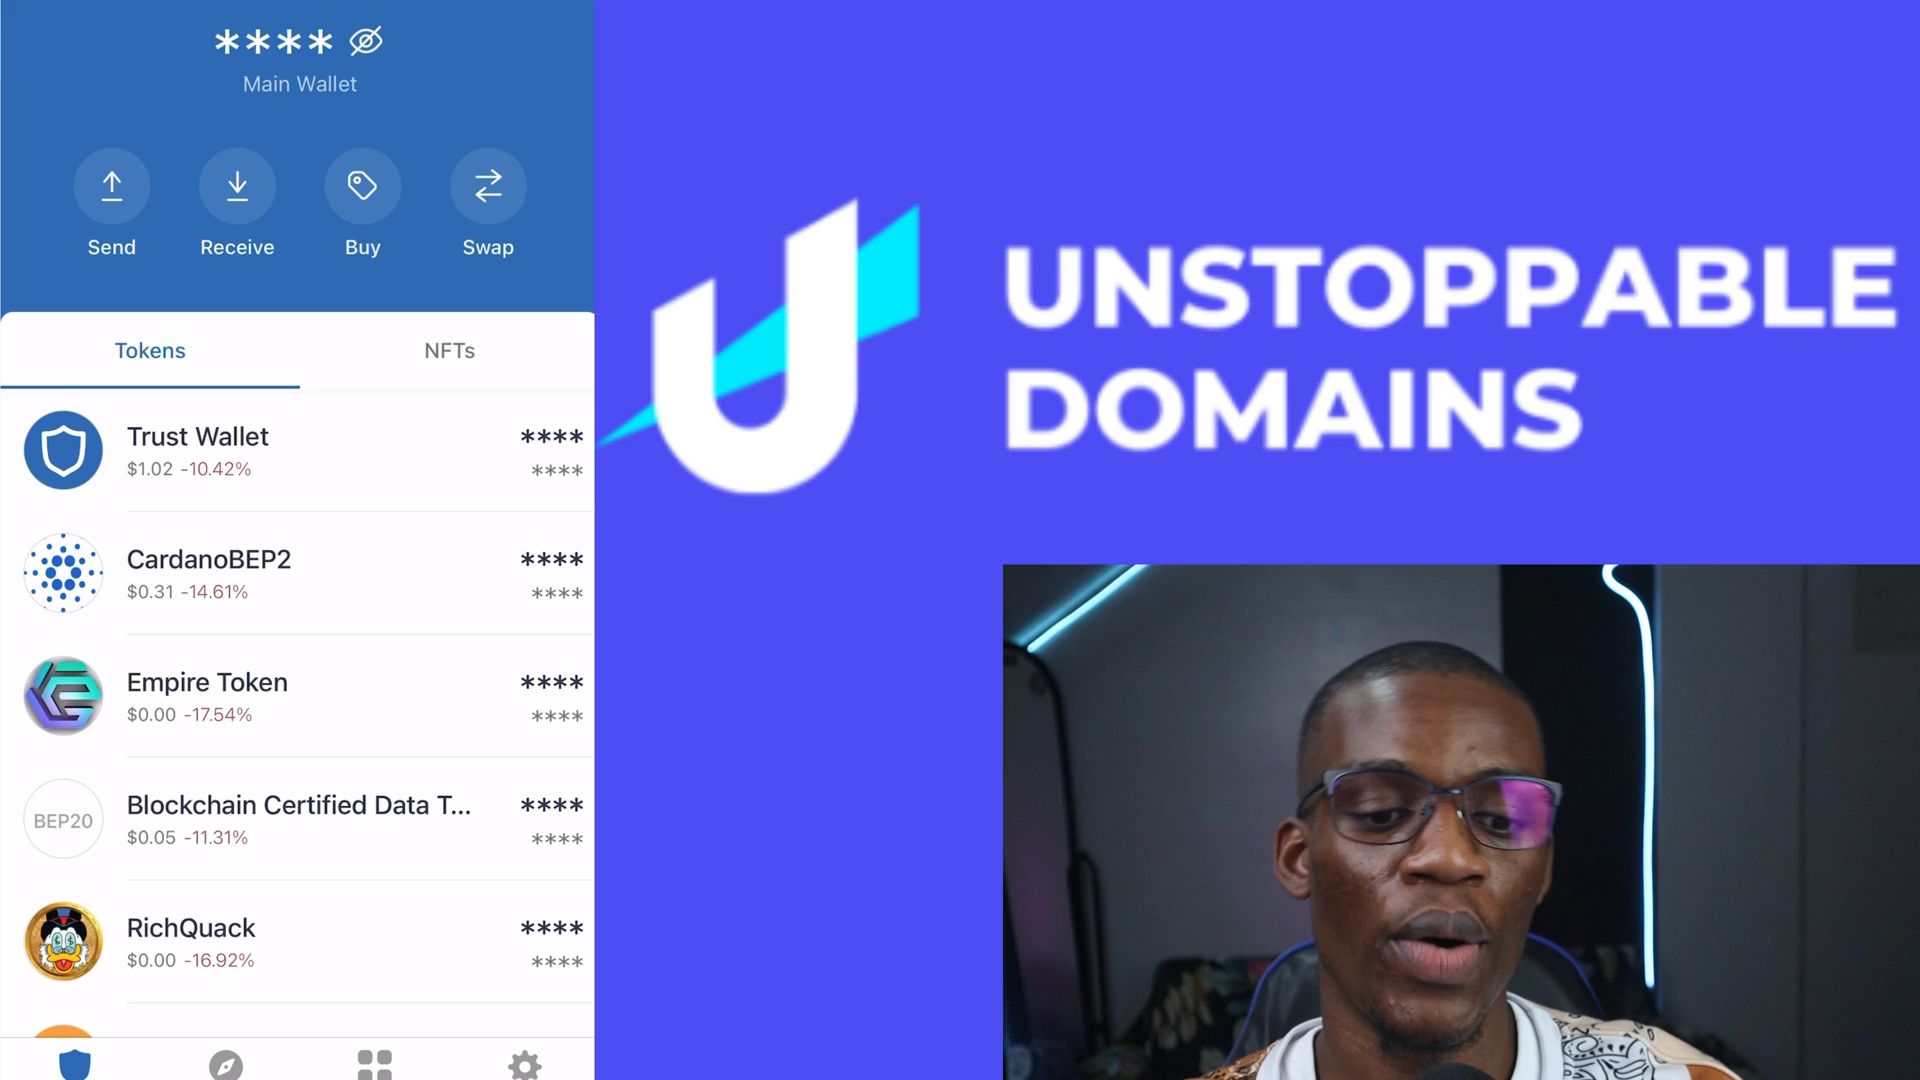 ****
Main Wallet
Send
Receive
Buy
Swap
Tokens
NFTs
Trust Wallet
****
$1.02 -10.42%
****
CardanoBEP2
****
$0.31 -14.61%
****
Empire Token
****
$0.00 -17.54%
****
BEP20
Blockchain Certified Data T...
****
$0.05 -11.31%
****
RichQuack
****
$0.00 -16.92%
****
UNSTOPPABLE
DOMAINS